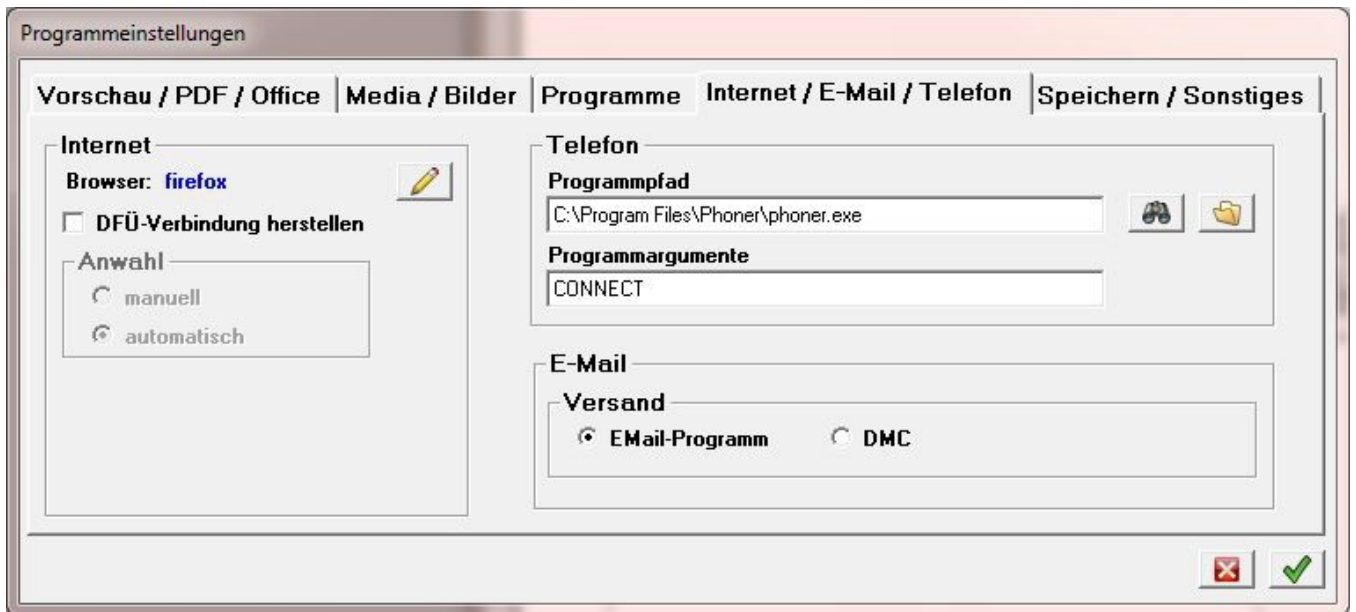 Programmeinstellungen
Vorschau / PDF / Office
Media / Bilder
Programme
Internet / E-Mail / Telefon
Speichern / Sonstiges
Internet
Browser: firefox
DFÜ-Verbindung herstellen
Anwahl
manuell
automatisch
Telefon
Programmpfad
C:\Program Files\Phoner\phoner.exe
Programmargumente
CONNECT
E-Mail
Versand
EMail-Programm
DMC